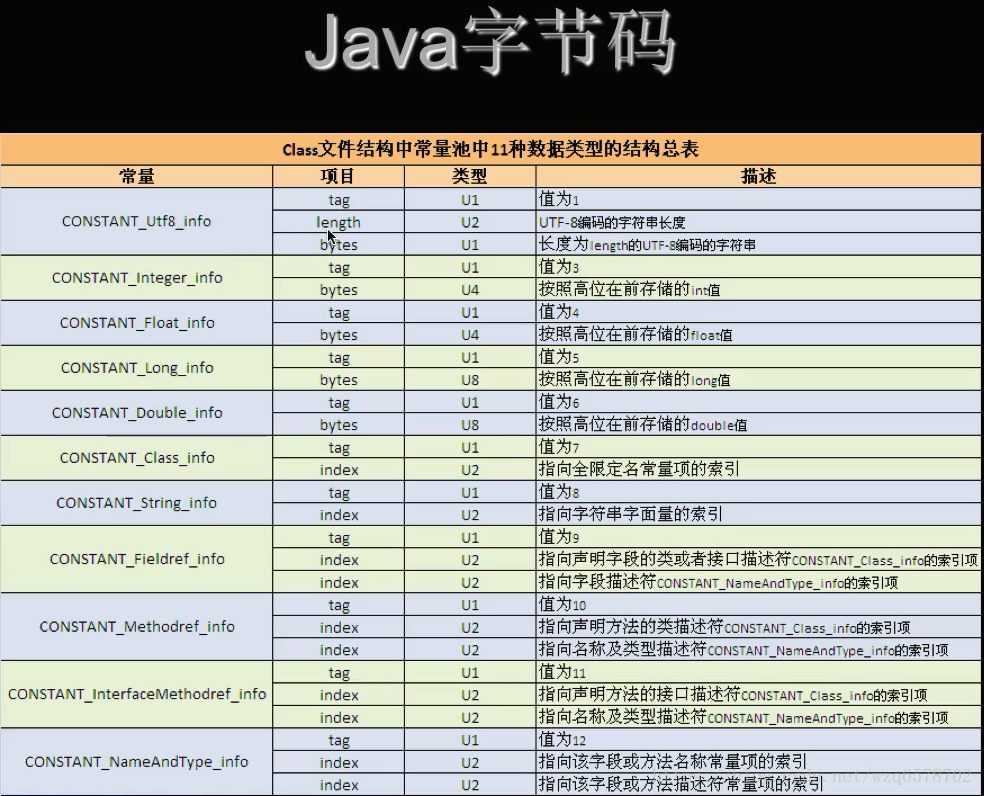 Java字节码
Class文件结构中常量池中11种数据类型的结构总表
常量 项目 类型 描述
CONSTANT_Utf8_info tag U1 值为1
length U2 UTF-8编码的字符串长度
bytes U1 长度为length的UTF-8编码的字符串
CONSTANT_Integer_info tag U1 值为3
bytes U4 按照高位在前存储的int值
CONSTANT_Float_info tag U1 值为4
bytes U4 按照高位在前存储的float值
CONSTANT_Long_info tag U1 值为5
bytes U8 按照高位在前存储的long值
CONSTANT_Double_info tag U1 值为6
bytes U8 按照高位在前存储的double值
CONSTANT_Class_info tag U1 值为7
index U2 指向全限定名常量项的索引
CONSTANT_String_info tag U1 值为8
index U2 指向字符串字面量的索引
CONSTANT_Fieldref_info tag U1 值为9
index U2 指向声明字段的类或者接口描述符CONSTANT_Class_info的索引项
index U2 指向字段描述符CONSTANT_NameAndType_info的索引项
CONSTANT_Methodref_info tag U1 值为10
index U2 指向声明方法的类描述符CONSTANT_Class_info的索引项
index U2 指向名称及类型描述符CONSTANT_NameAndType_info的索引项
CONSTANT_InterfaceMethodref_info tag U1 值为11
index U2 指向声明方法的接口描述符CONSTANT_Class_info的索引项
index U2 指向名称及类型描述符CONSTANT_NameAndType_info的索引项
CONSTANT_NameAndType_info tag U1 值为12
index U2 指向该字段或方法名称常量项的索引
index U2 指向该字段或方法描述符常量项的索引